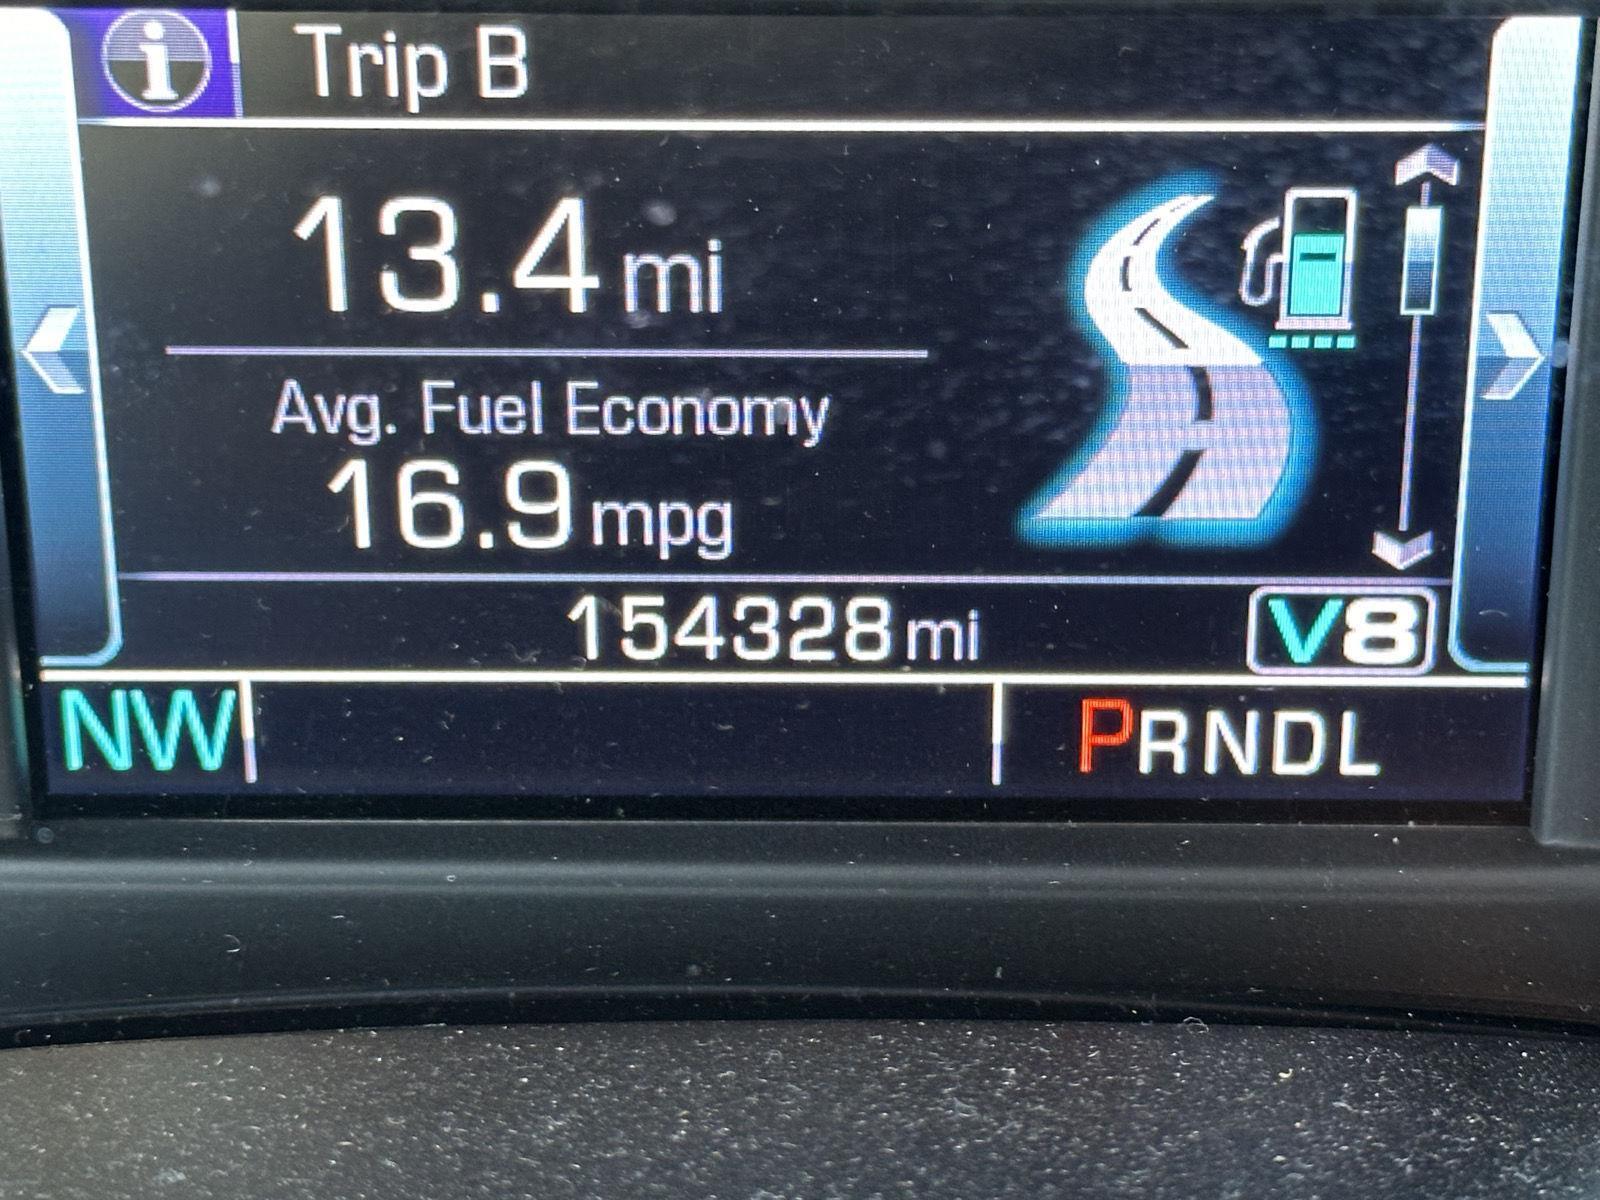 i Trip B
13.4 mi
Avg. Fuel Economy
16.9 mpg
154328 mi V8
NW PRNDL